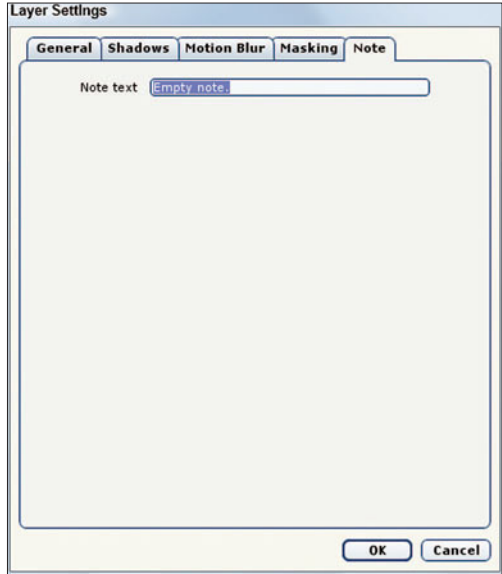 Layer Settings
General Shadows Motion Blur Masking Note
Note text Empty note.
OK Cancel